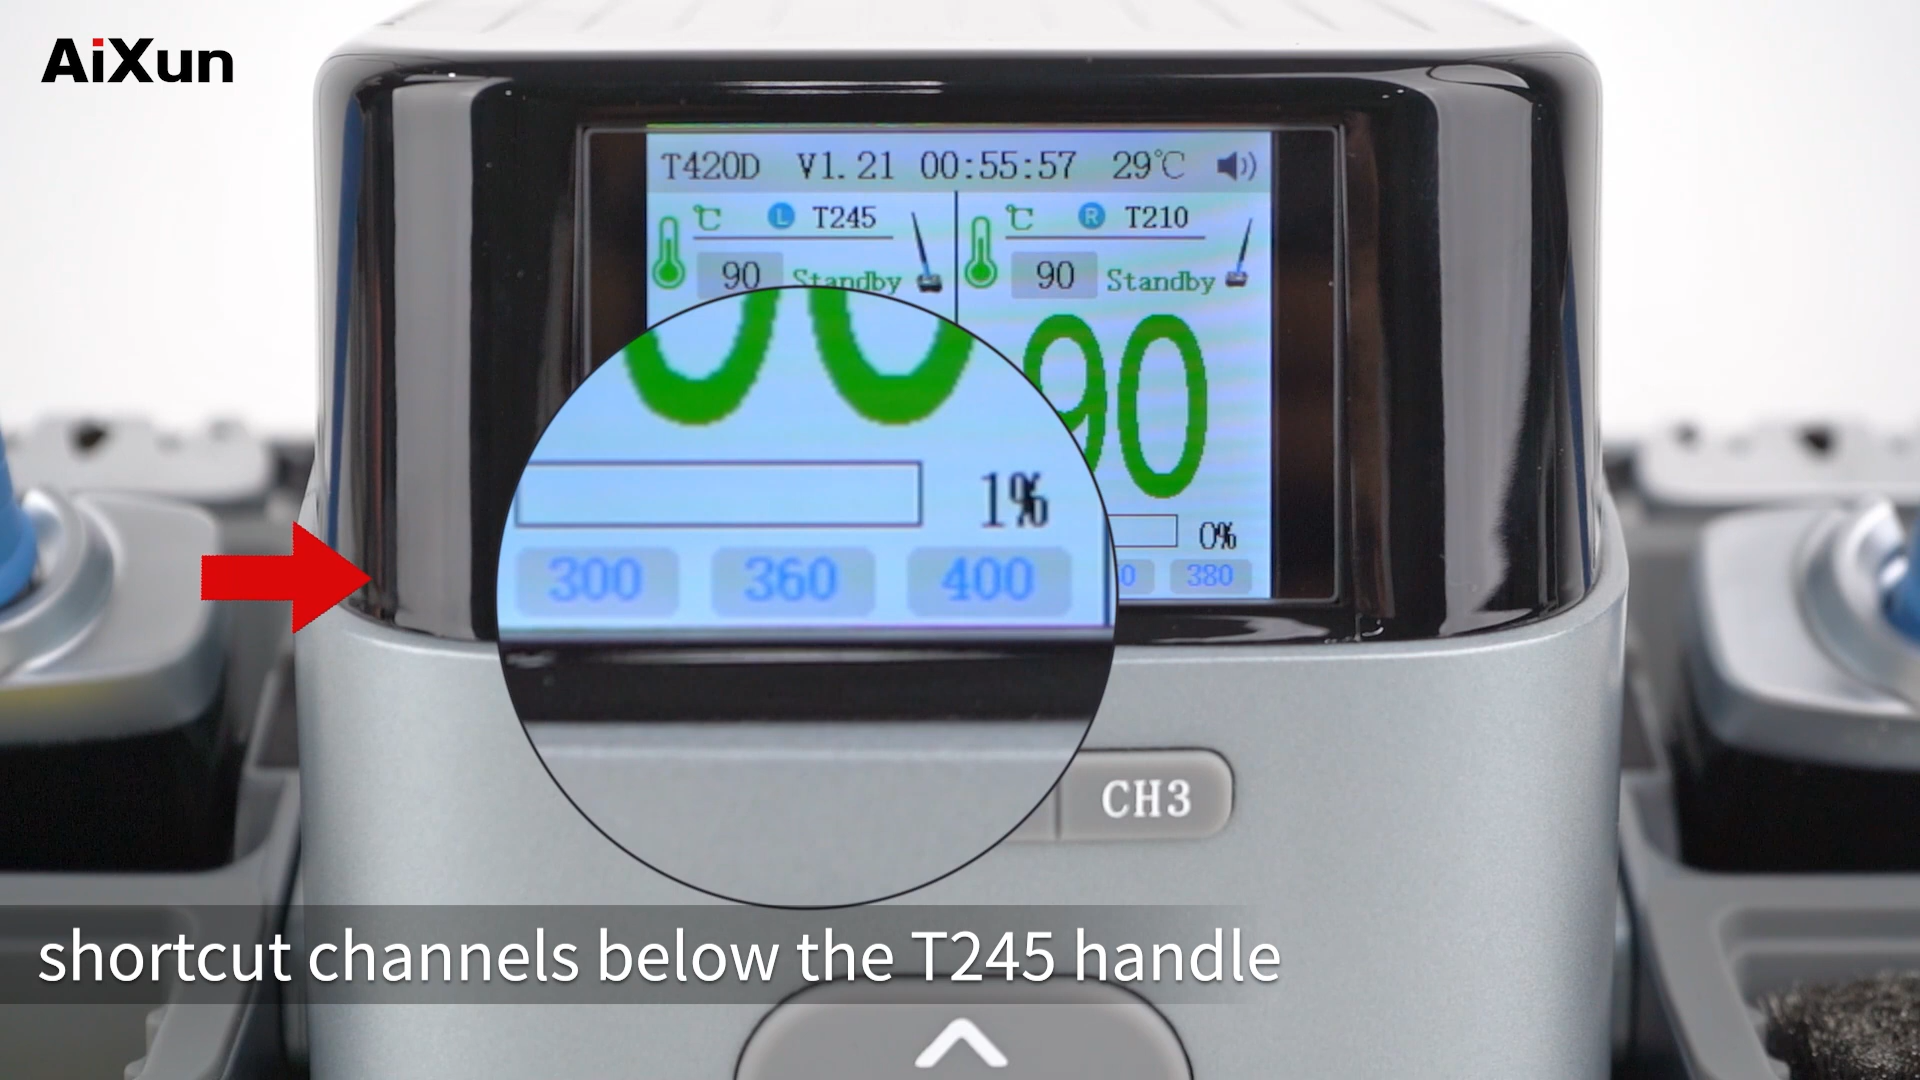 AiXun
T420D V1.21 00:55:57 29℃
℃ L T245
℃ R T210
90 Standby
90 Standby
90
1%
0%
300 360 400
0 380
CH3
shortcut channels below the T245 handle